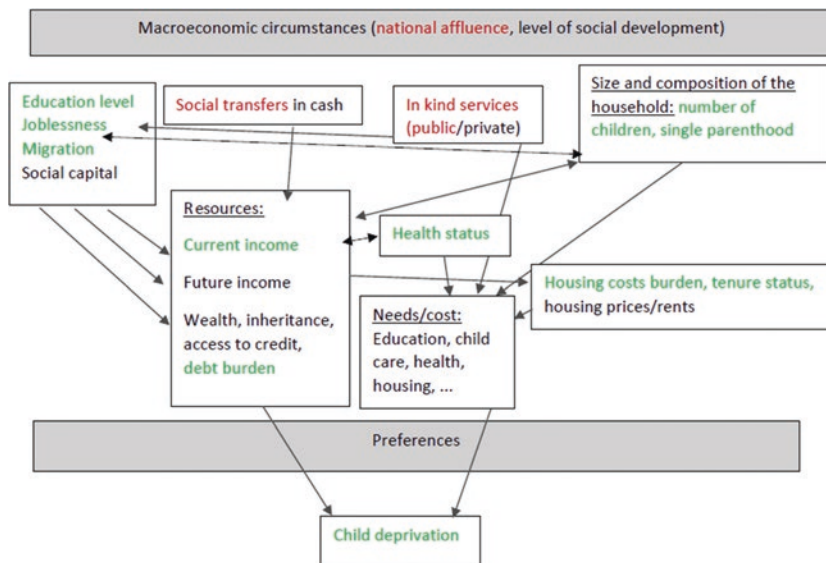 Macroeconomic circumstances (national affluence, level of social development)
Education level
Joblessness
Migration
Social capital
Social transfers in cash
In kind services
(public/private)
Size and composition of the
household: number of
children, single parenthood
Resources:
Current income
Future income
Wealth, inheritance,
access to credit,
debt burden
Health status
Needs/cost:
Education, child
care, health,
housing, ...
Housing costs burden, tenure status,
housing prices/rents
Preferences
Child deprivation